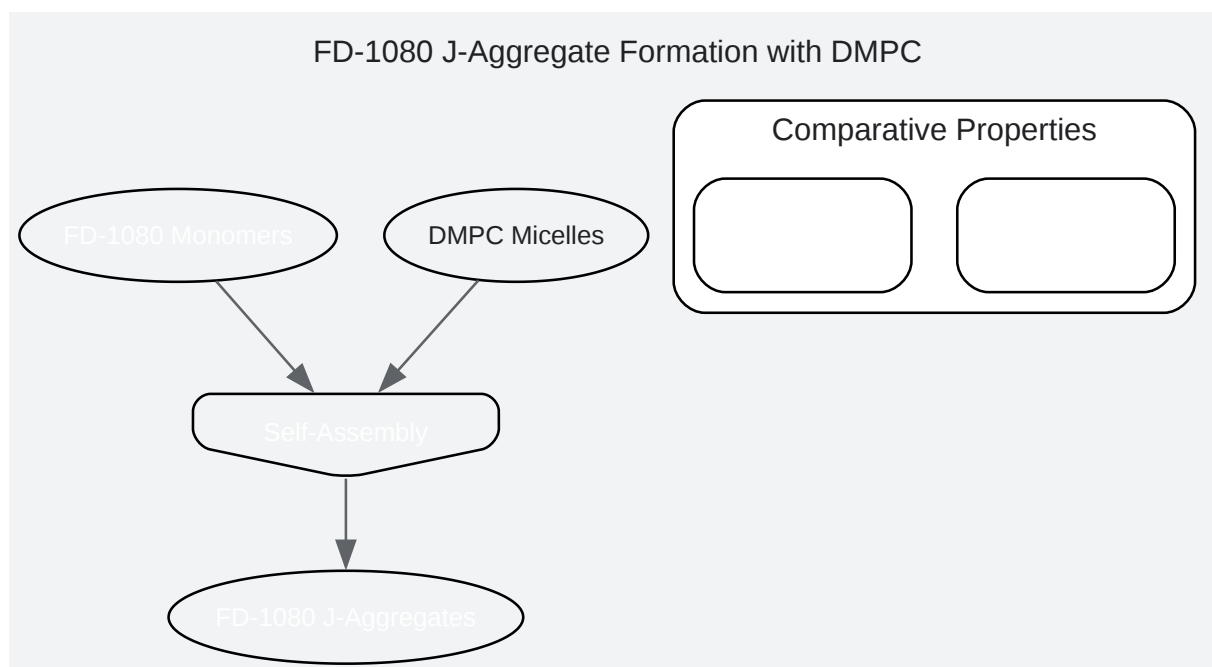 FD-1080 J-Aggregate Formation with DMPC
Comparative Properties
FD-1080 Monomers
DMPC Micelles
Self-Assembly
FD-1080 J-Aggregates